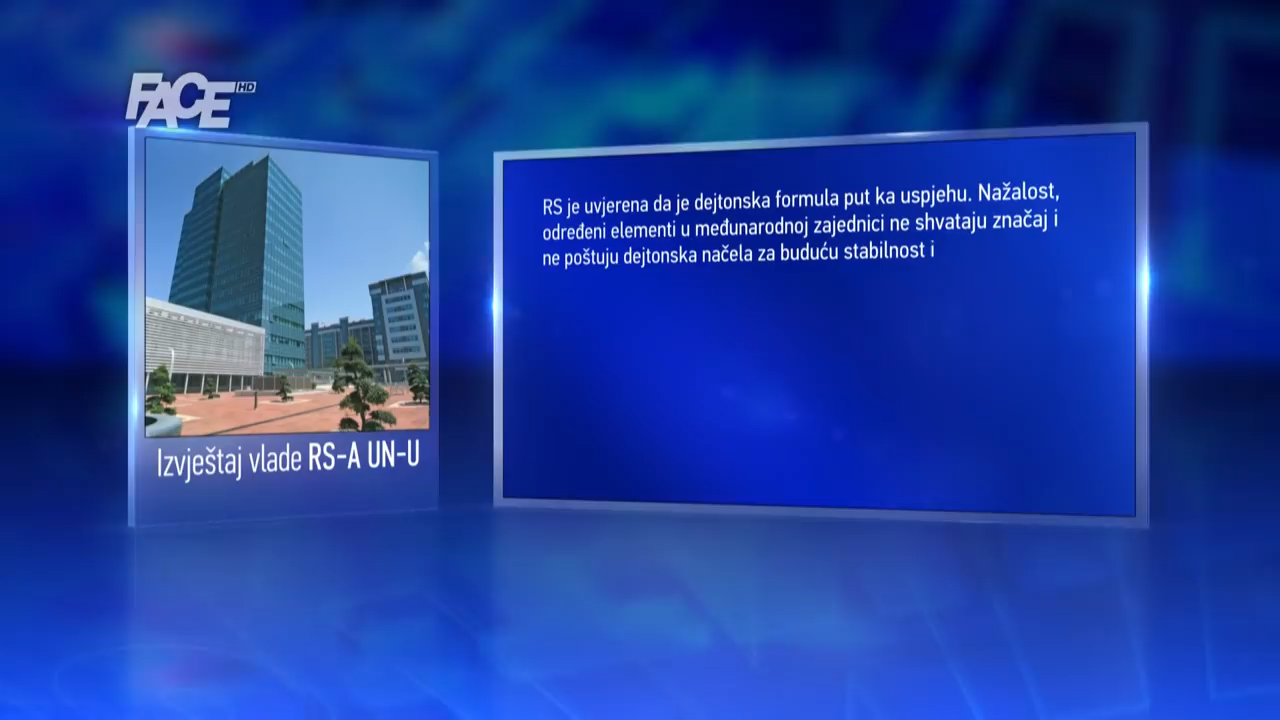 FACE HD
Izvještaj vlade RS-A UN-U
RS je uvjerena da je dejtonska formula put ka uspjehu. Nažalost,
određeni elementi u međunarodnoj zajednici ne shvataju značaj i
ne poštuju dejtonska načela za buduću stabilnost i